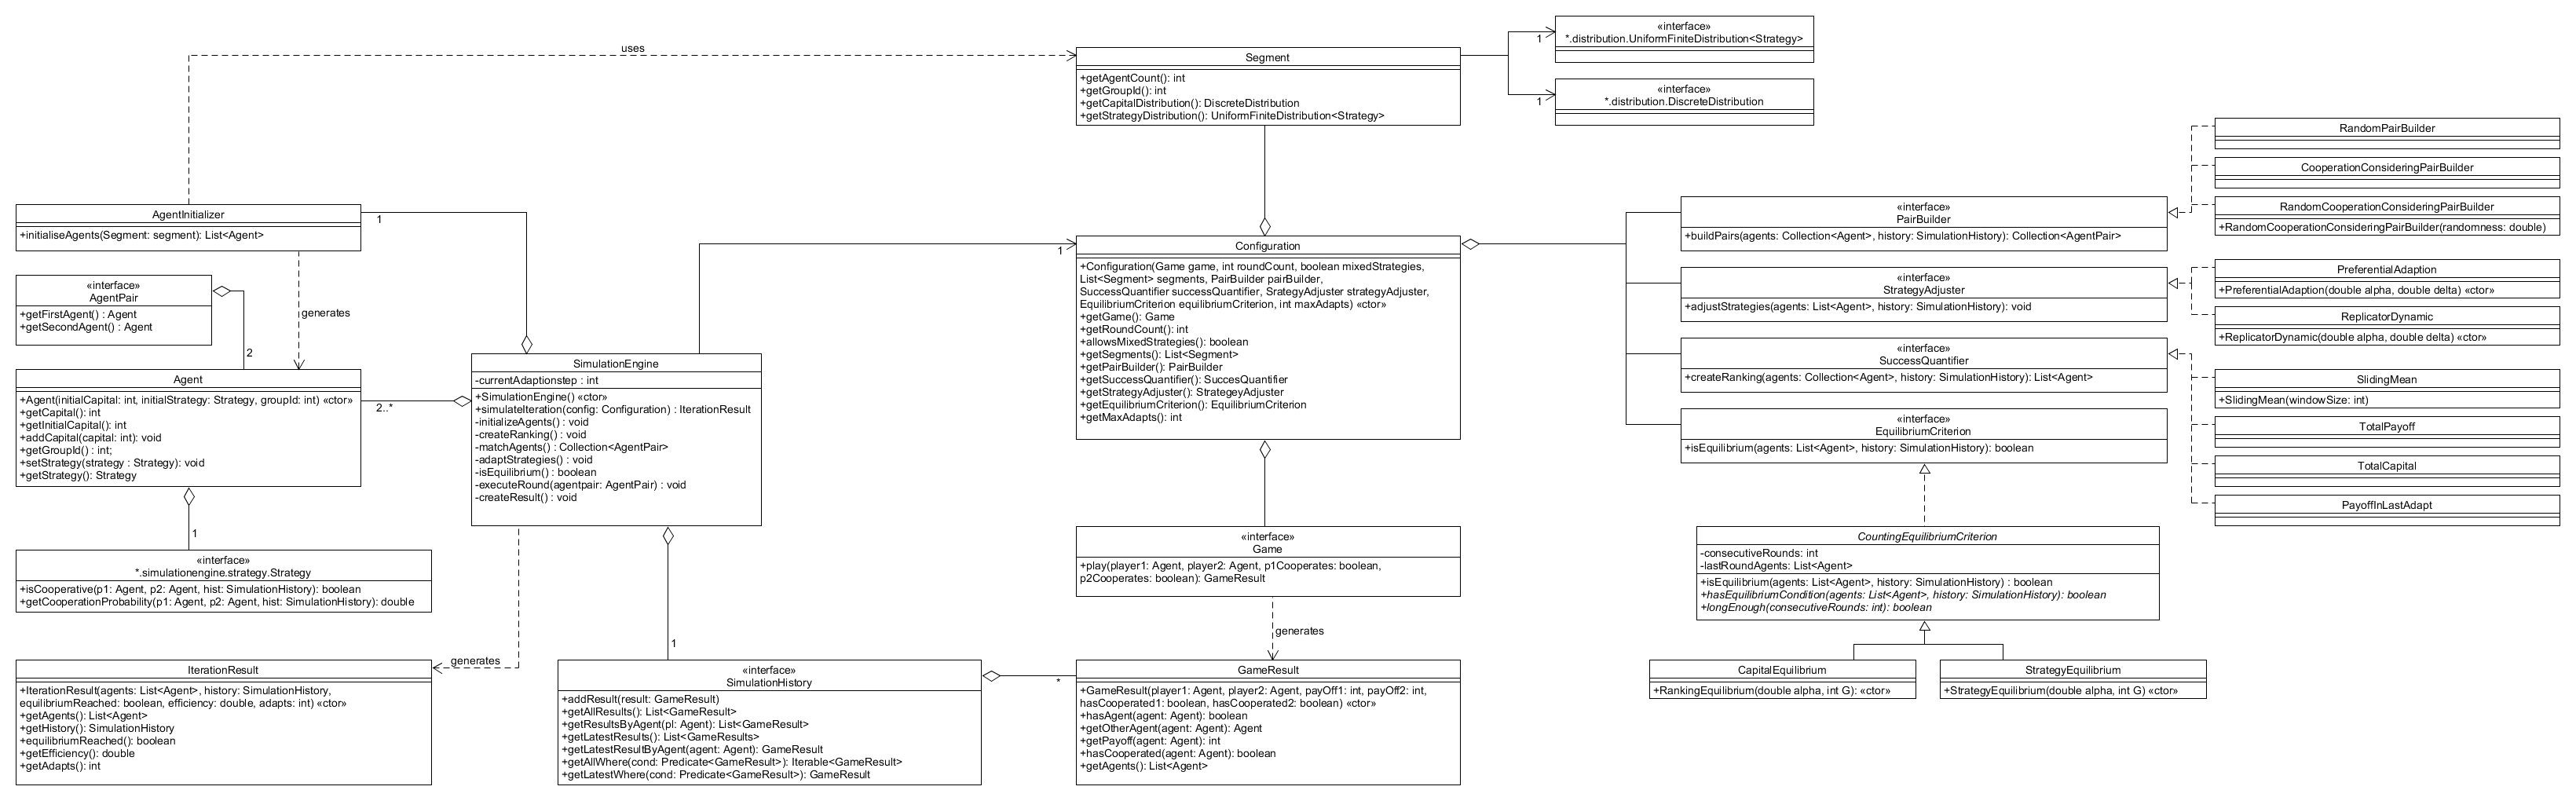 uses
Segment
+getAgentCount(): int
+getGroupId(): int
+getCapitalDistribution(): DiscreteDistribution
+getStrategyDistribution(): UniformFiniteDistribution<Strategy>
1
«interface»
*.distribution.UniformFiniteDistribution<Strategy>
1
«interface»
*.distribution.DiscreteDistribution
AgentInitializer
+initialiseAgents(Segment: segment): List<Agent>
1
generates
«interface»
AgentPair
+getFirstAgent() : Agent
+getSecondAgent() : Agent
2
Agent
+Agent(initialCapital: int, initialStrategy: Strategy, groupId: int) «ctor»
+getCapital(): int
+getInitialCapital(): int
+addCapital(capital: int): void
+getGroupId() : int;
+setStrategy(strategy : Strategy): void
+getStrategy(): Strategy
2..*
1
«interface»
*.simulationengine.strategy.Strategy
+isCooperative(p1: Agent, p2: Agent, hist: SimulationHistory): boolean
+getCooperationProbability(p1: Agent, p2: Agent, hist: SimulationHistory): double
SimulationEngine
-currentAdaptionstep : int
+SimulationEngine() «ctor»
+simulateIteration(config: Configuration) : IterationResult
-initializeAgents() : void
-createRanking() : void
-matchAgents() : Collection<AgentPair>
-adaptStrategies() : void
-isEquilibrium() : boolean
-executeRound(agentpair: AgentPair) : void
-createResult() : void
1
generates
1
IterationResult
+IterationResult(agents: List<Agent>, history: SimulationHistory,
equilibriumReached: boolean, efficiency: double, adapts: int) «ctor»
+getAgents(): List<Agent>
+getHistory(): SimulationHistory
+equilibriumReached(): boolean
+getEfficiency(): double
+getAdapts(): int
«interface»
SimulationHistory
+addResult(result: GameResult)
+getAllResults(): List<GameResult>
+getResultsByAgent(pl: Agent): List<GameResult>
+getLatestResults(): List<GameResults>
+getLatestResultByAgent(agent: Agent): GameResult
+getAllWhere(cond: Predicate<GameResult>): Iterable<GameResult>
+getLatestWhere(cond: Predicate<GameResult>): GameResult
*
Configuration
+Configuration(Game game, int roundCount, boolean mixedStrategies,
List<Segment> segments, PairBuilder pairBuilder,
SuccessQuantifier successQuantifier, SrategyAdjuster strategyAdjuster,
EquilibriumCriterion equilibriumCriterion, int maxAdapts) «ctor»
+getGame(): Game
+getRoundCount(): int
+allowsMixedStrategies(): boolean
+getSegments(): List<Segment>
+getPairBuilder(): PairBuilder
+getSuccessQuantifier(): SuccesQuantifier
+getStrategyAdjuster(): StrategeyAdjuster
+getEquilibriumCriterion(): EquilibriumCriterion
+getMaxAdapts(): int
«interface»
Game
+play(player1: Agent, player2: Agent, p1Cooperates: boolean,
p2Cooperates: boolean): GameResult
generates
GameResult
+GameResult(player1: Agent, player2: Agent, payOff1: int, payOff2: int,
hasCooperated1: boolean, hasCooperated2: boolean) «ctor»
+hasAgent(agent: Agent): boolean
+getOtherAgent(agent: Agent): Agent
+getPayoff(agent: Agent): int
+hasCooperated(agent: Agent): boolean
+getAgents(): List<Agent>
«interface»
PairBuilder
+buildPairs(agents: Collection<Agent>, history: SimulationHistory): Collection<AgentPair>
«interface»
StrategyAdjuster
+adjustStrategies(agents: List<Agent>, history: SimulationHistory): void
«interface»
SuccessQuantifier
+createRanking(agents: Collection<Agent>, history: SimulationHistory): List<Agent>
«interface»
EquilibriumCriterion
+isEquilibrium(agents: List<Agent>, history: SimulationHistory): boolean
CountingEquilibriumCriterion
-consecutiveRounds: int
-lastRoundAgents: List<Agent>
+isEquilibrium(agents: List<Agent>, history: SimulationHistory) : boolean
+hasEquilibriumCondition(agents: List<Agent>, history: SimulationHistory): boolean
+longEnough(consecutiveRounds: int): boolean
CapitalEquilibrium
+RankingEquilibrium(double alpha, int G): «ctor»
StrategyEquilibrium
+StrategyEquilibrium(double alpha, int G) «ctor»
RandomPairBuilder
CooperationConsideringPairBuilder
RandomCooperationConsideringPairBuilder
+RandomCooperationConsideringPairBuilder(randomness: double)
PreferentialAdaption
+PreferentialAdaption(double alpha, double delta) «ctor»
ReplicatorDynamic
+ReplicatorDynamic(double alpha, double delta) «ctor»
SlidingMean
+SlidingMean(windowSize: int)
TotalPayoff
TotalCapital
PayoffInLastAdapt